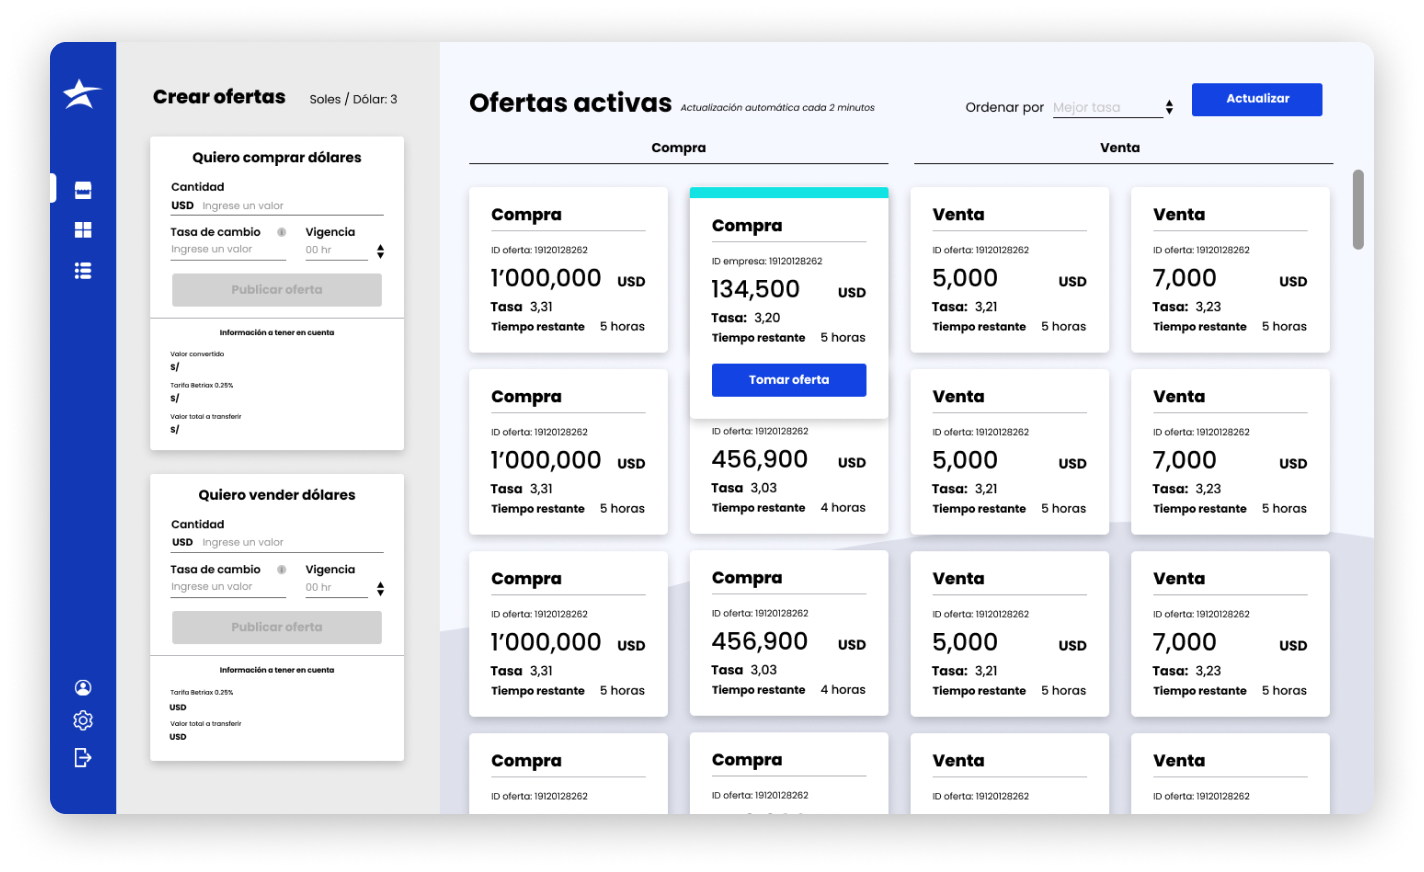 Crear ofertas
Soles / Dólar: 3
Quiero comprar dólares
Cantidad
USD Ingrese un valor
Tasa de cambio i Vigencia
Ingrese un valor 00 hr
Publicar oferta
Información a tener en cuenta
Valor convertido
s/
Tarifa Betriax 0.25%
s/
Valor total a transferir
s/
Quiero vender dólares
Cantidad
USD Ingrese un valor
Tasa de cambio i Vigencia
Ingrese un valor 00 hr
Publicar oferta
Información a tener en cuenta
Tarifa Betriax 0.25%
USD
Valor total a transferir
USD
Ofertas activas
Actualización automática cada 2 minutos
Ordenar por Mejor tasa
Actualizar
Compra
Venta
Compra
ID oferta: 19120128262
1’000,000 USD
Tasa 3,31
Tiempo restante 5 horas
Compra
ID empresa: 19120128262
134,500 USD
Tasa: 3,20
Tiempo restante 5 horas
Tomar oferta
Venta
ID oferta: 19120128262
5,000 USD
Tasa: 3,21
Tiempo restante 5 horas
Venta
ID oferta: 19120128262
7,000 USD
Tasa: 3,23
Tiempo restante 5 horas
Compra
ID oferta: 19120128262
1’000,000 USD
Tasa 3,31
Tiempo restante 5 horas
ID oferta: 19120128262
456,900 USD
Tasa 3,03
Tiempo restante 4 horas
Venta
ID oferta: 19120128262
5,000 USD
Tasa: 3,21
Tiempo restante 5 horas
Venta
ID oferta: 19120128262
7,000 USD
Tasa: 3,23
Tiempo restante 5 horas
Compra
ID oferta: 19120128262
1’000,000 USD
Tasa 3,31
Tiempo restante 5 horas
Compra
ID oferta: 19120128262
456,900 USD
Tasa 3,03
Tiempo restante 4 horas
Venta
ID oferta: 19120128262
5,000 USD
Tasa: 3,21
Tiempo restante 5 horas
Venta
ID oferta: 19120128262
7,000 USD
Tasa: 3,23
Tiempo restante 5 horas
Compra
ID oferta: 19120128262
Compra
ID oferta: 19120128262
Venta
ID oferta: 19120128262
Venta
ID oferta: 19120128262